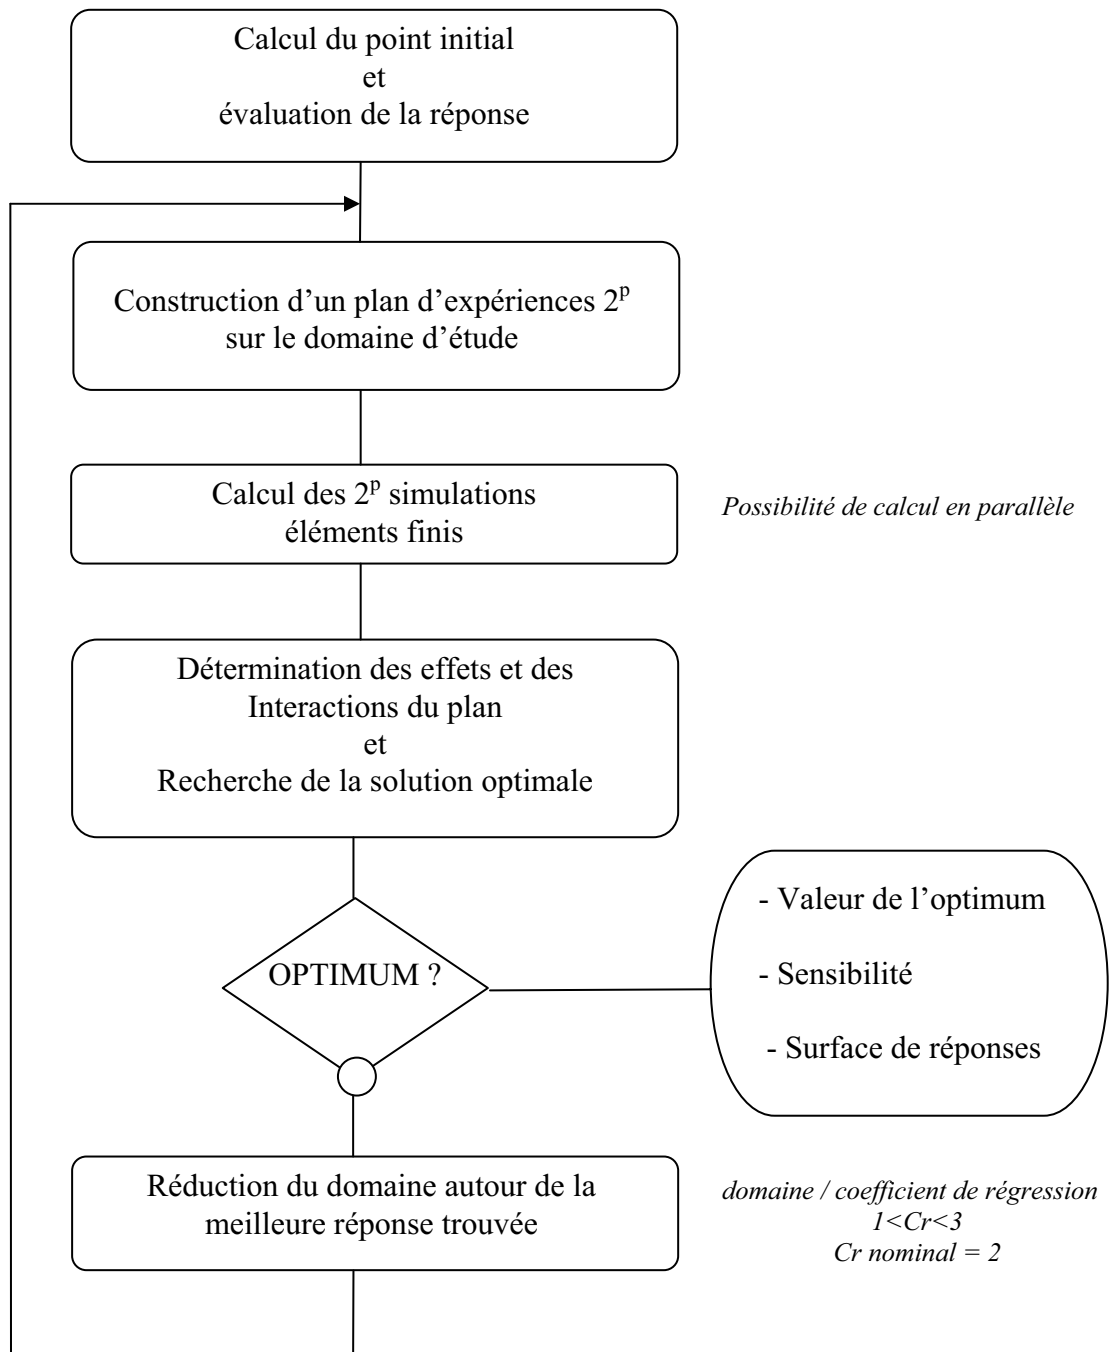 Calcul du point initial
et
évaluation de la réponse
Construction d’un plan d’expériences 2ᵖ
sur le domaine d’étude
Calcul des 2ᵖ simulations
éléments finis
Possibilité de calcul en parallèle
Détermination des effets et des
Interactions du plan
et
Recherche de la solution optimale
OPTIMUM ?
- Valeur de l’optimum
- Sensibilité
- Surface de réponses
Réduction du domaine autour de la
meilleure réponse trouvée
domaine / coefficient de régression
1<Cr<3
Cr nominal = 2